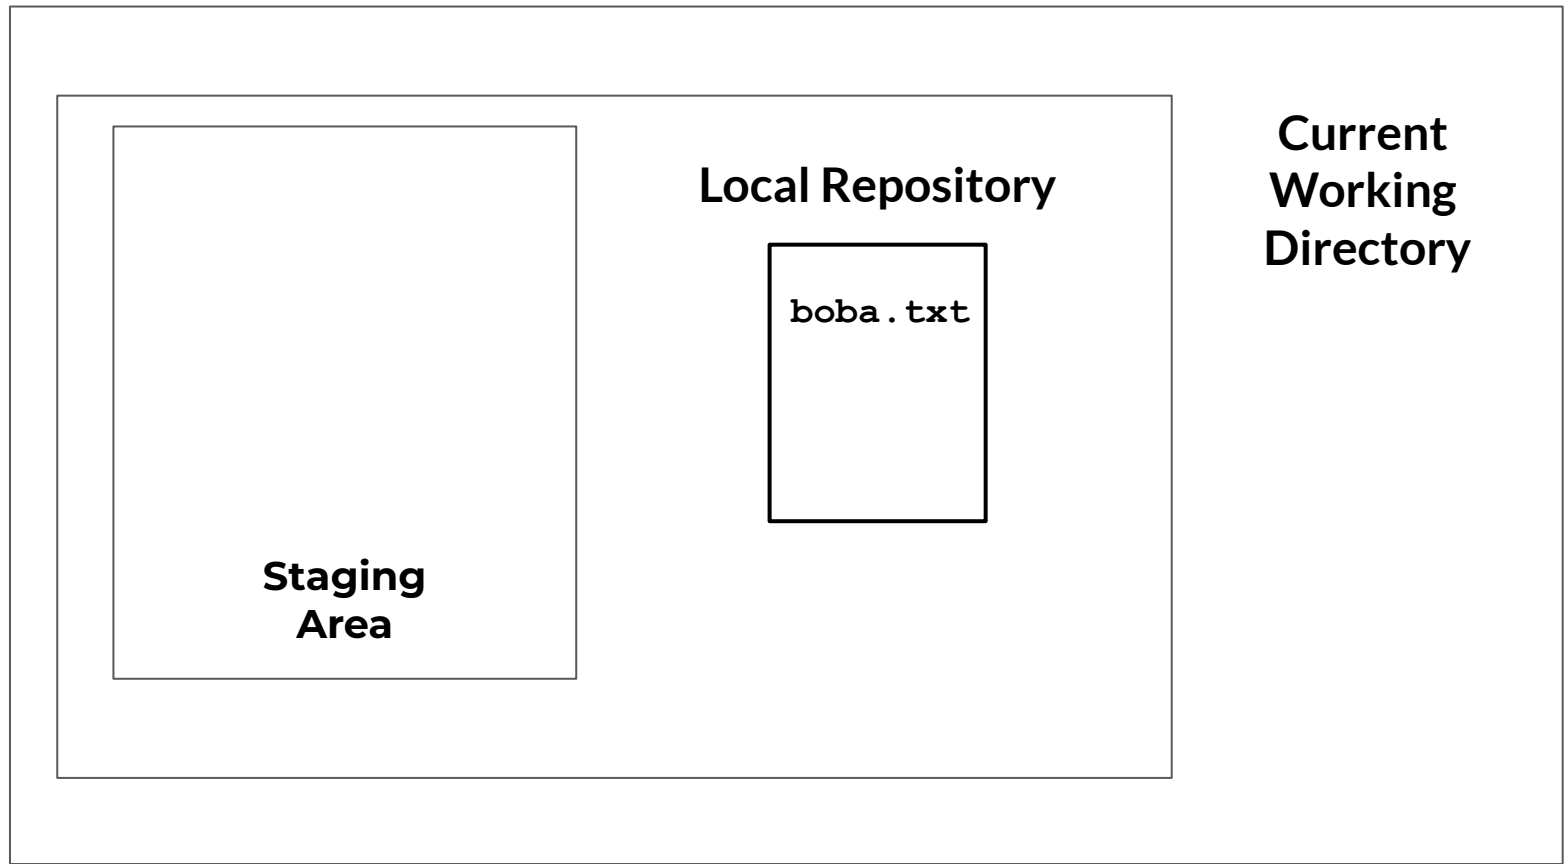 Current
Working
Directory
Local Repository
boba.txt
Staging
Area